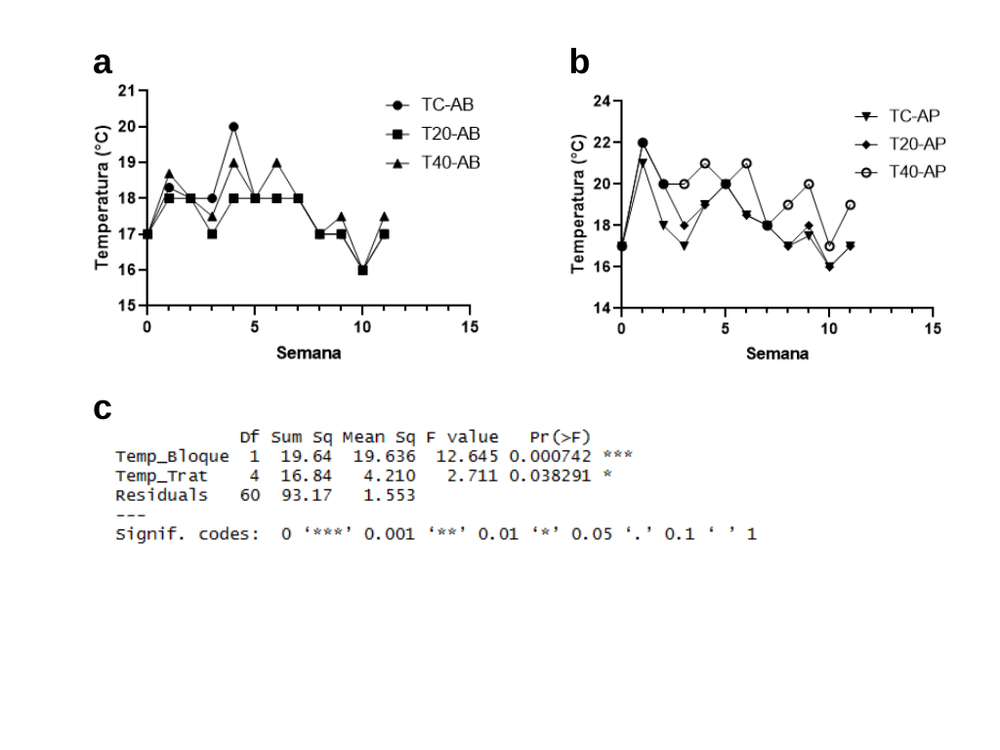 a
21
20
19
18
17
16
15
Temperatura (°C)
0 5 10 15
Semana
TC-AB
T20-AB
T40-AB
b
24
22
20
18
16
14
Temperatura (°C)
0 5 10 15
Semana
TC-AP
T20-AP
T40-AP
c
Df Sum Sq Mean Sq F value Pr(>F)
Temp_Bloque 1 19.64 19.636 12.645 0.000742 ***
Temp_Trat 4 16.84 4.210 2.711 0.038291 *
Residuals 60 93.17 1.553
---
Signif. codes: 0 ‘***’ 0.001 ‘**’ 0.01 ‘*’ 0.05 ‘.’ 0.1 ‘ ’ 1